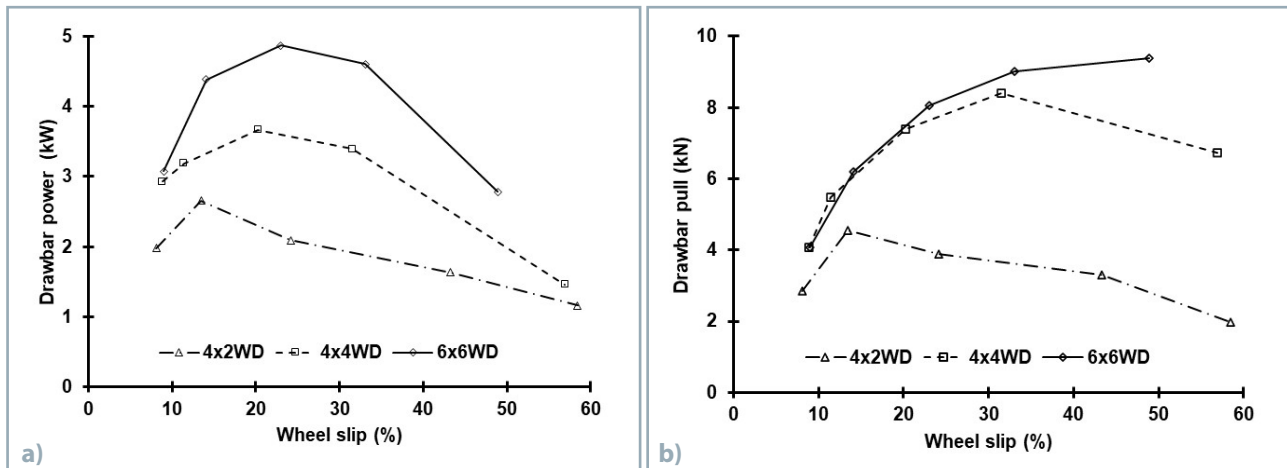 5
4
3
2
1
0
Drawbar power (kW)
0 10 20 30 40 50 60
Wheel slip (%)
4x2WD 4x4WD 6x6WD
a)
10
8
6
4
2
0
Drawbar pull (kN)
0 10 20 30 40 50 60
Wheel slip (%)
4x2WD 4x4WD 6x6WD
b)